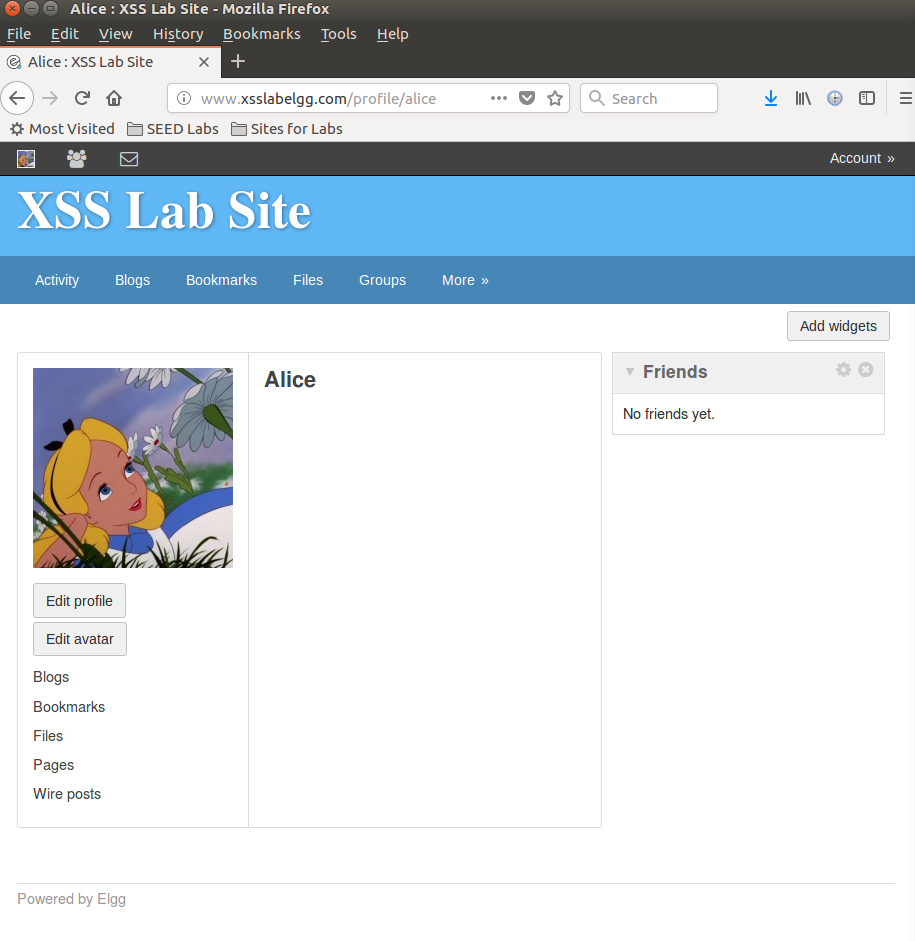 Alice : XSS Lab Site - Mozilla Firefox
File Edit View History Bookmarks Tools Help
Alice : XSS Lab Site
www.xsslabelgg.com/profile/alice
Search
Most Visited SEED Labs Sites for Labs
Account »
XSS Lab Site
Activity Blogs Bookmarks Files Groups More »
Add widgets
Alice
Friends
No friends yet.
Edit profile
Edit avatar
Blogs
Bookmarks
Files
Pages
Wire posts
Powered by Elgg